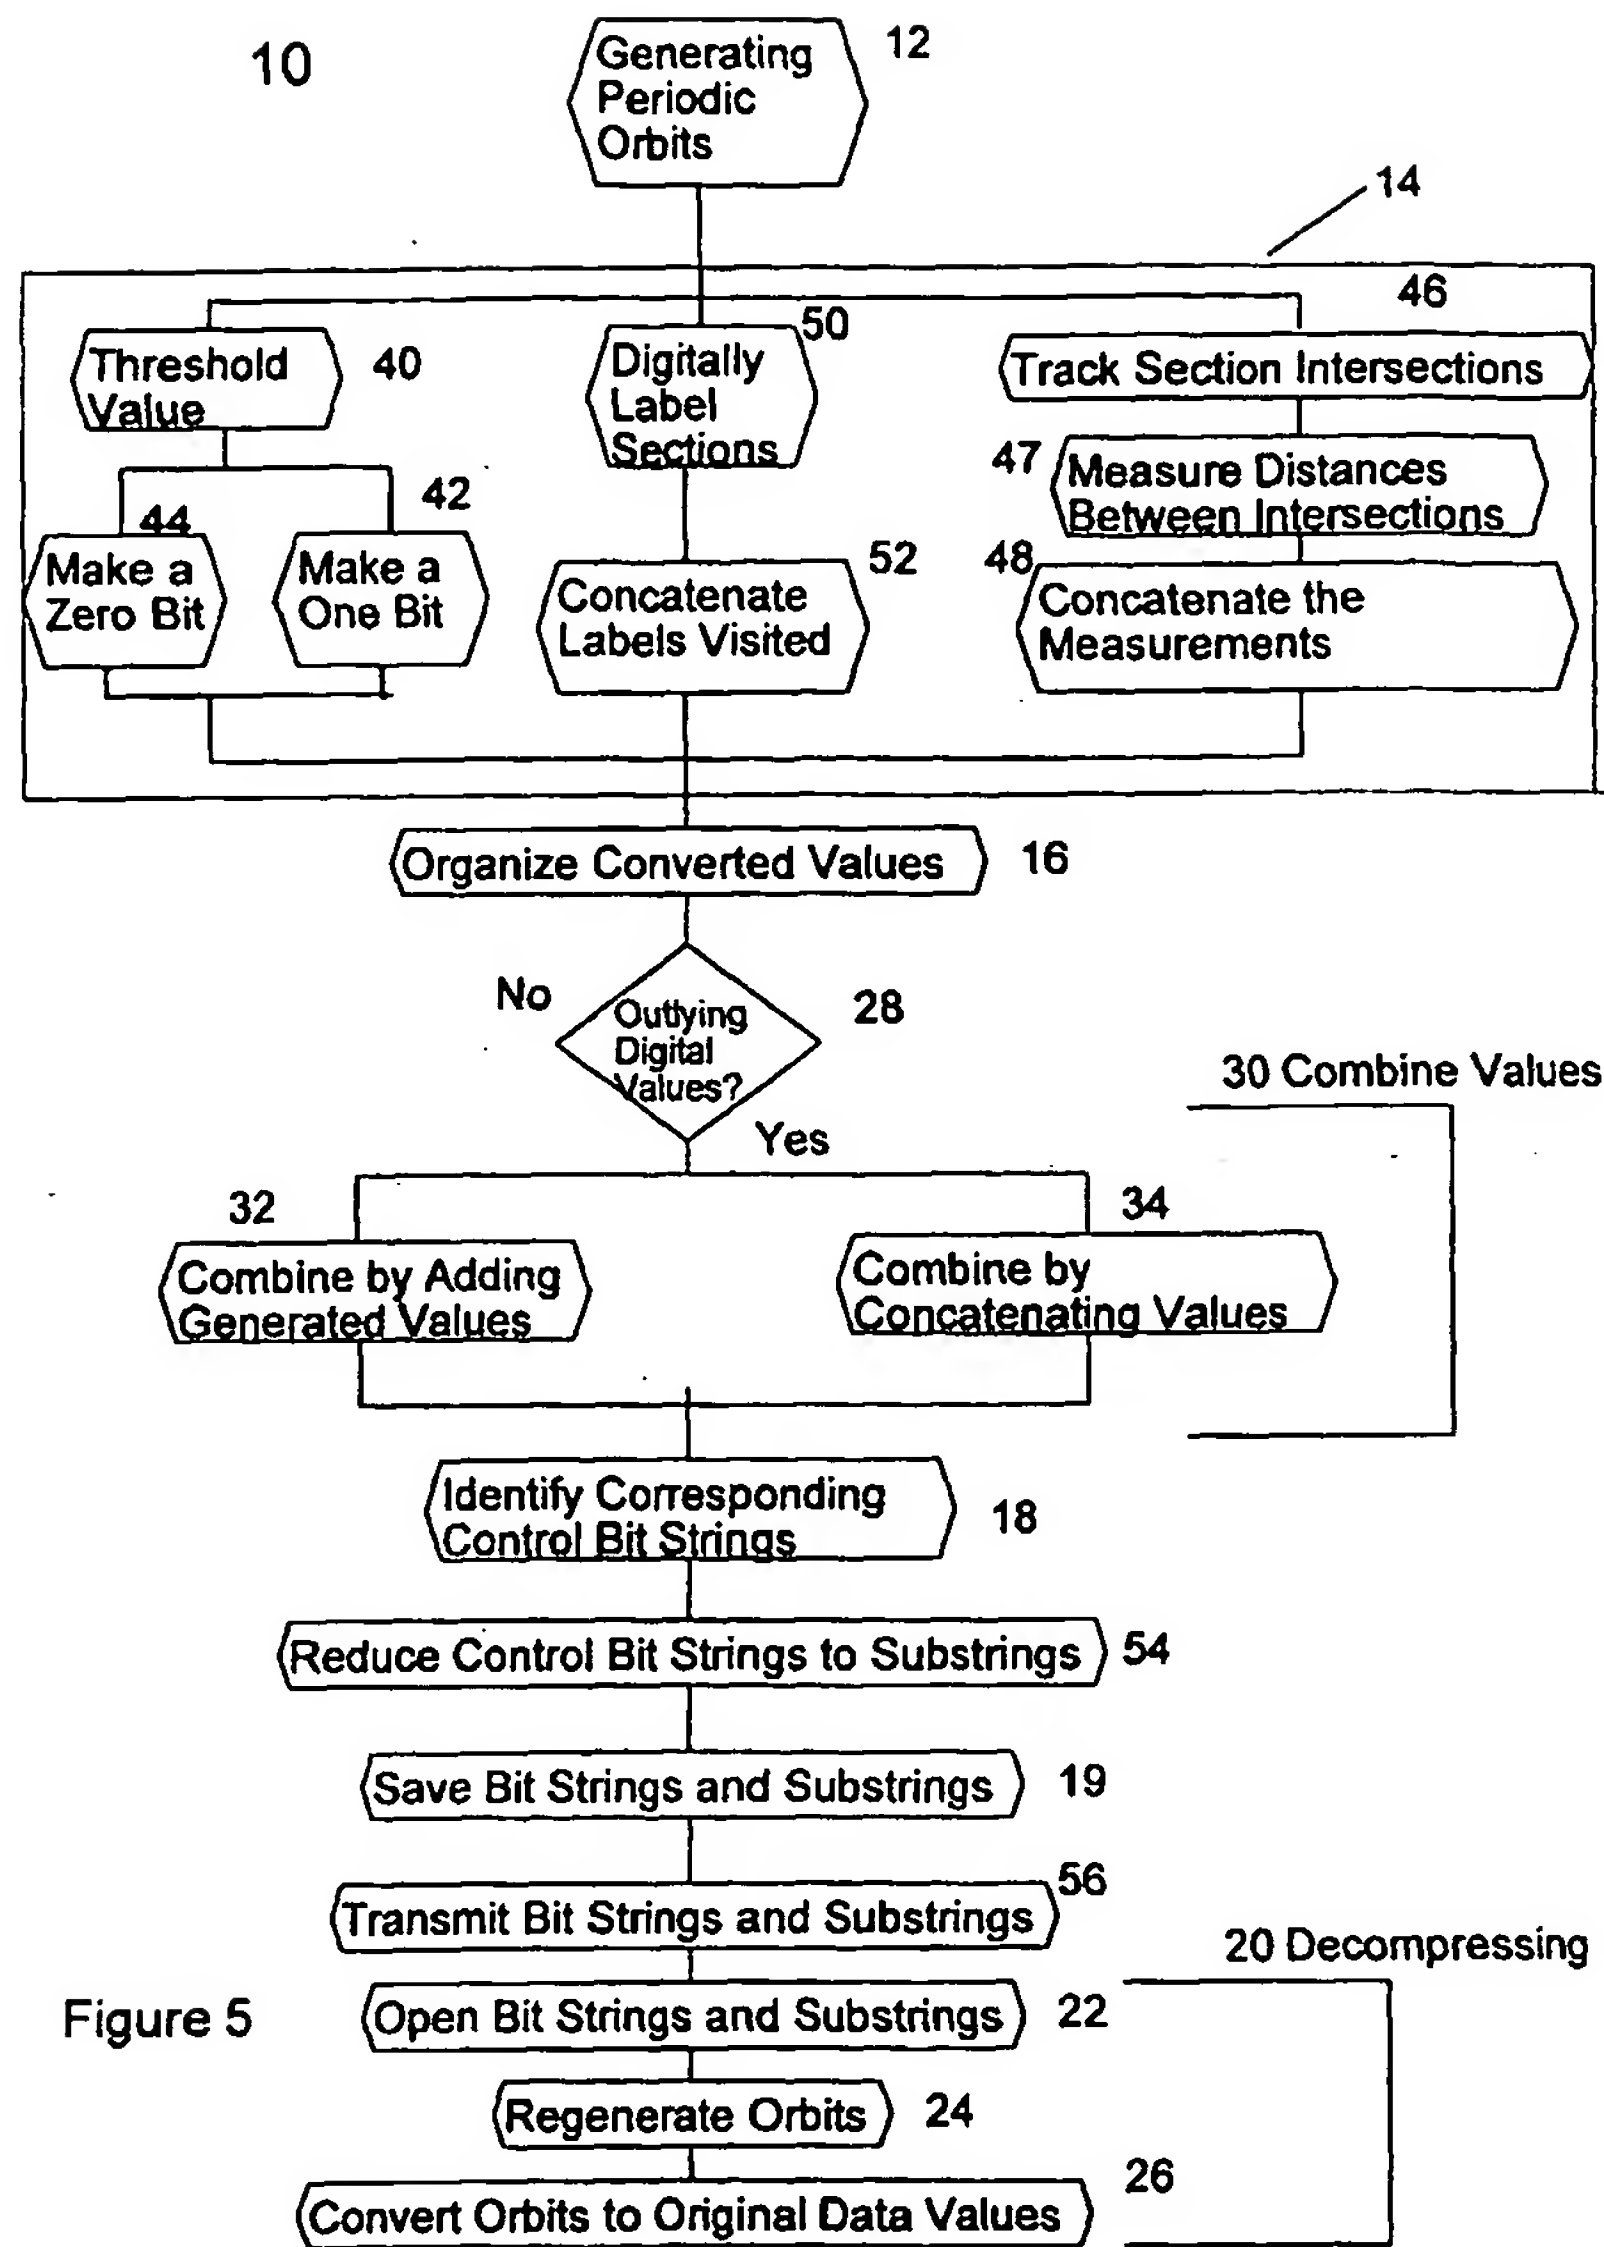 10
Generating
Periodic
Orbits
12
14
Threshold
Value
40
50
Digitally
Label
Sections
46
Track Section Intersections
47
Measure Distances
Between Intersections
44
Make a
Zero Bit
42
Make a
One Bit
52
Concatenate
Labels Visited
48
Concatenate the
Measurements
Organize Converted Values
16
No
Outlying
Digital
Values?
28
Yes
30 Combine Values
32
Combine by Adding
Generated Values
34
Combine by
Concatenating Values
Identify Corresponding
Control Bit Strings
18
Reduce Control Bit Strings to Substrings
54
Save Bit Strings and Substrings
19
56
Transmit Bit Strings and Substrings
20 Decompressing
Figure 5
Open Bit Strings and Substrings
22
Regenerate Orbits
24
Convert Orbits to Original Data Values
26